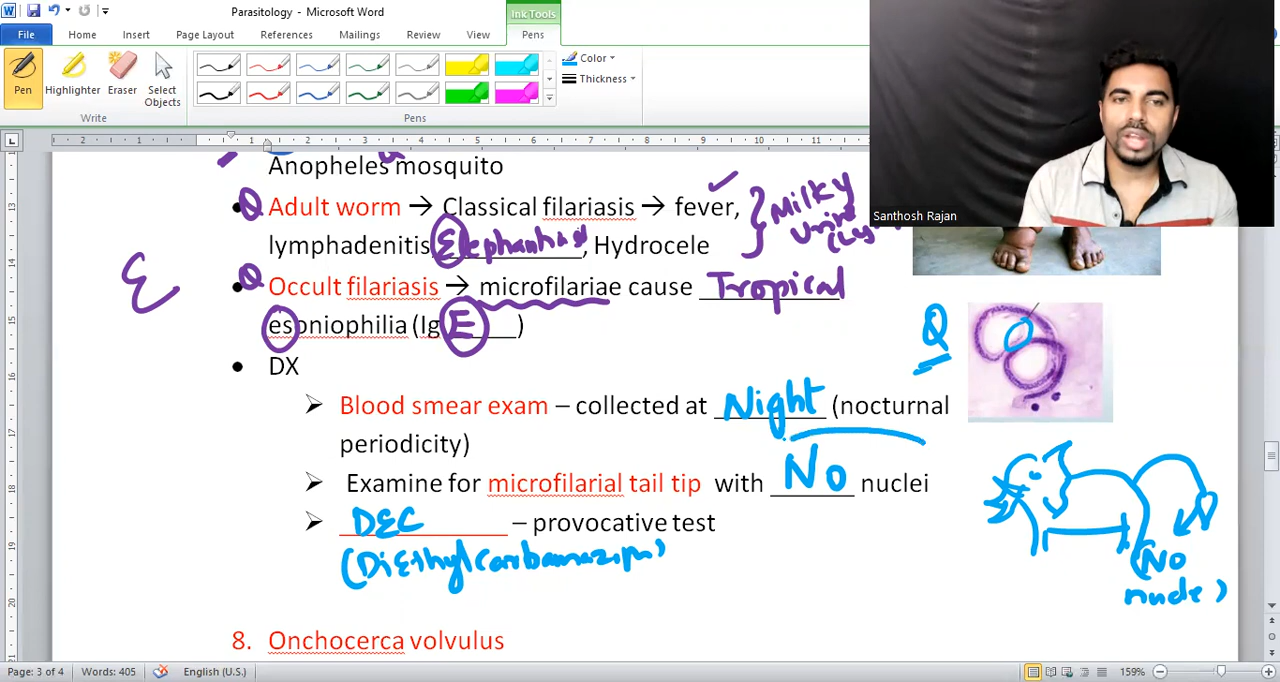 Parasitology - Microsoft Word
Ink Tools
File Home Insert Page Layout References Mailings Review View Pens
Pen Highlighter Eraser Select Objects
Color
Thickness
Write
Pens
Santhosh Rajan
Anopheles mosquito
Adult worm → Classical filariasis → fever, Milky
lymphadenitis, Elephantiasis, Hydrocele urine
Occult filariasis → microfilariae cause Tropical
esoniophilia (Ig E)
Q
DX
Blood smear exam – collected at Night (nocturnal
periodicity)
Examine for microfilarial tail tip with No nuclei
DEC – provocative test
(Diethylcarbamazipn)
(No
nuclei)
8. Onchocerca volvulus
Page: 3 of 4 Words: 405 English (U.S.) 159%